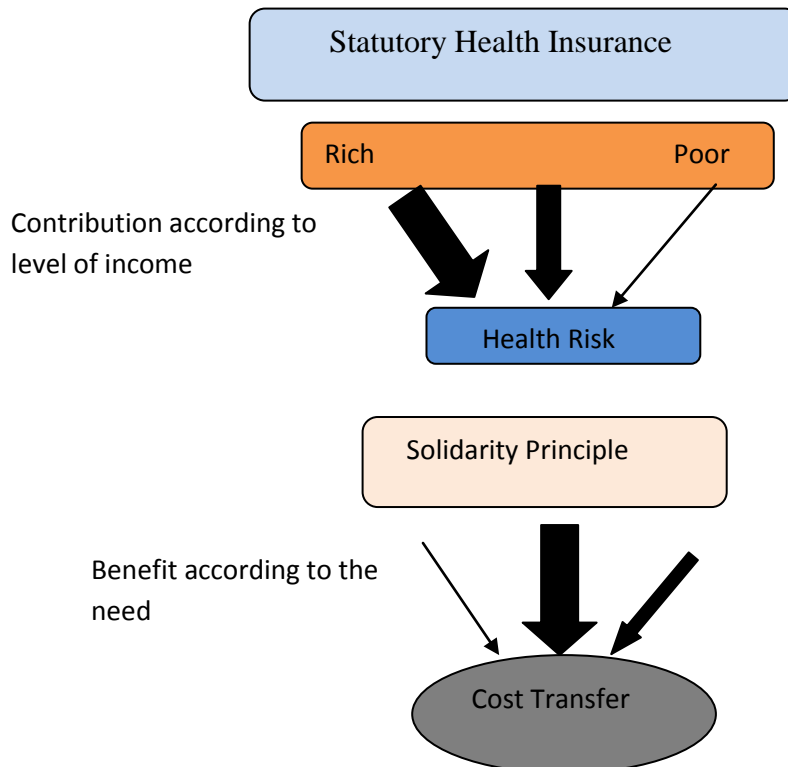 Statutory Health Insurance
Rich Poor
Contribution according to
level of income
Health Risk
Solidarity Principle
Benefit according to the
need
Cost Transfer